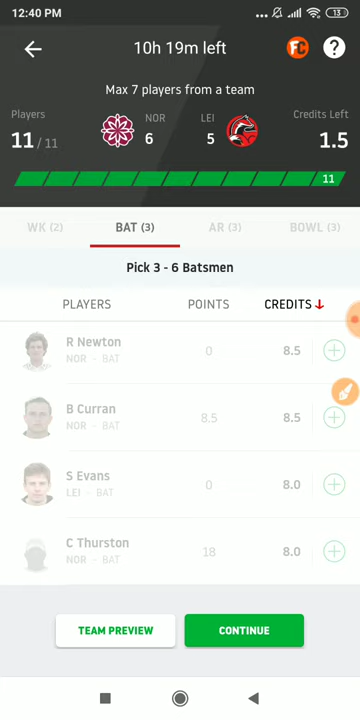 12:40 PM
13
10h 19m left
FC
?
Max 7 players from a team
Players
NOR
LEI
Credits Left
11 / 11
6
5
1.5
11
WK (2)
BAT (3)
AR (3)
BOWL (3)
Pick 3 - 6 Batsmen
PLAYERS
POINTS
CREDITS
R Newton
NOR - BAT
0
8.5
B Curran
NOR - BAT
8.5
8.5
S Evans
LEI - BAT
0
8.0
C Thurston
NOR - BAT
18
8.0
TEAM PREVIEW
CONTINUE